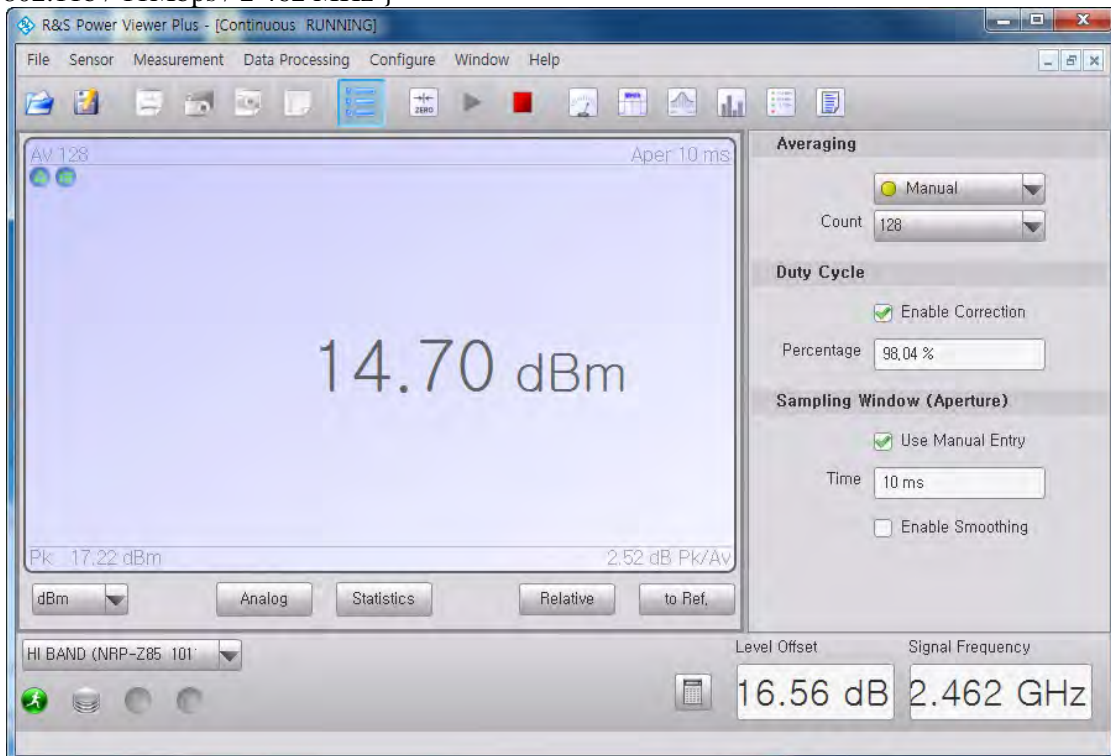 R&S Power Viewer Plus - [Continuous RUNNING]
File Sensor Measurement Data Processing Configure Window Help
ZERO
AV 128 Aper 10 ms
14.70 dBm
Pk 17.22 dBm 2.52 dB Pk/Av
dBm Analog Statistics Relative to Ref.
Averaging
Manual
Count 128
Duty Cycle
Enable Correction
Percentage 98.04 %
Sampling Window (Aperture)
Use Manual Entry
Time 10 ms
Enable Smoothing
HI BAND (NRP-Z85 101
Level Offset Signal Frequency
16.56 dB 2.462 GHz